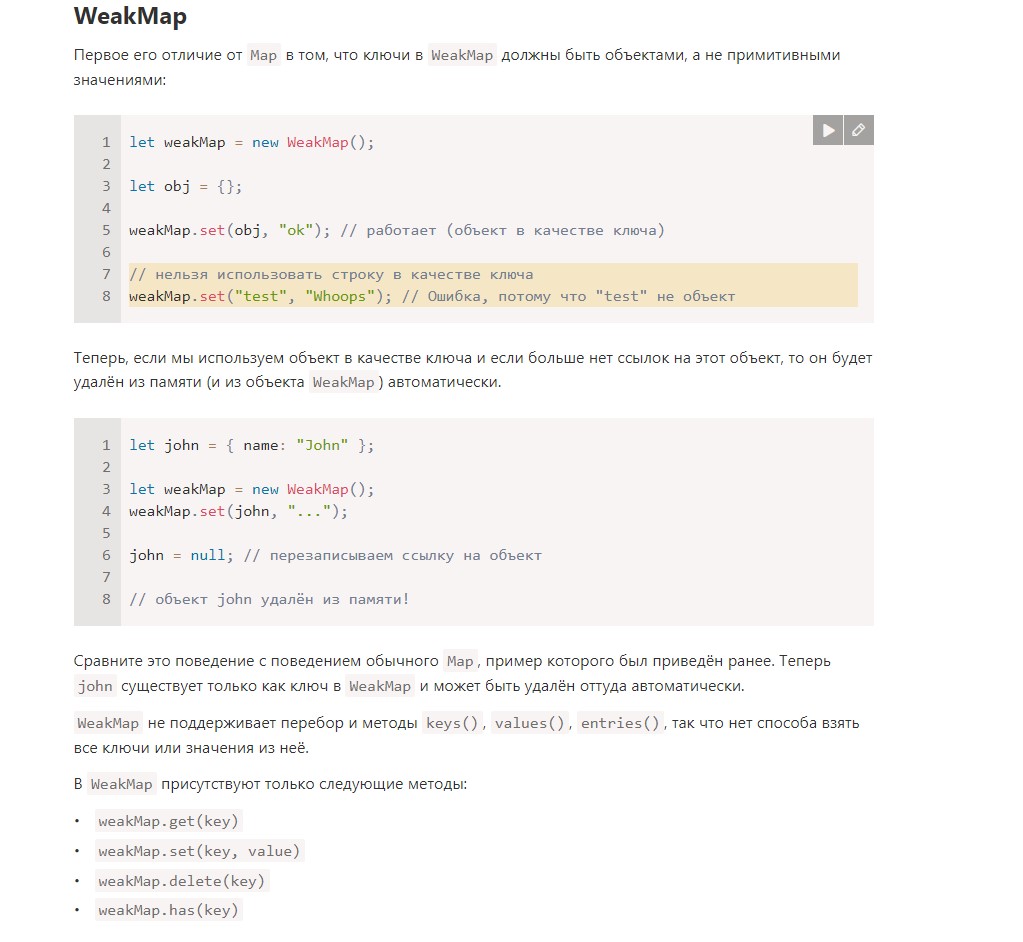 WeakMap
Первое его отличие от Map в том, что ключи в WeakMap должны быть объектами, а не примитивными
значениями:
1 let weakMap = new WeakMap();
2
3 let obj = {};
4
5 weakMap.set(obj, "ok"); // работает (объект в качестве ключа)
6
7 // нельзя использовать строку в качестве ключа
8 weakMap.set("test", "Whoops"); // Ошибка, потому что "test" не объект
Теперь, если мы используем объект в качестве ключа и если больше нет ссылок на этот объект, то он будет
удалён из памяти (и из объекта WeakMap) автоматически.
1 let john = { name: "John" };
2
3 let weakMap = new WeakMap();
4 weakMap.set(john, "...");
5
6 john = null; // перезаписываем ссылку на объект
7
8 // объект john удалён из памяти!
Сравните это поведение с поведением обычного Map, пример которого был приведён ранее. Теперь
john существует только как ключ в WeakMap и может быть удалён оттуда автоматически.
WeakMap не поддерживает перебор и методы keys(), values(), entries(), так что нет способа взять
все ключи или значения из неё.
В WeakMap присутствуют только следующие методы:
• weakMap.get(key)
• weakMap.set(key, value)
• weakMap.delete(key)
• weakMap.has(key)